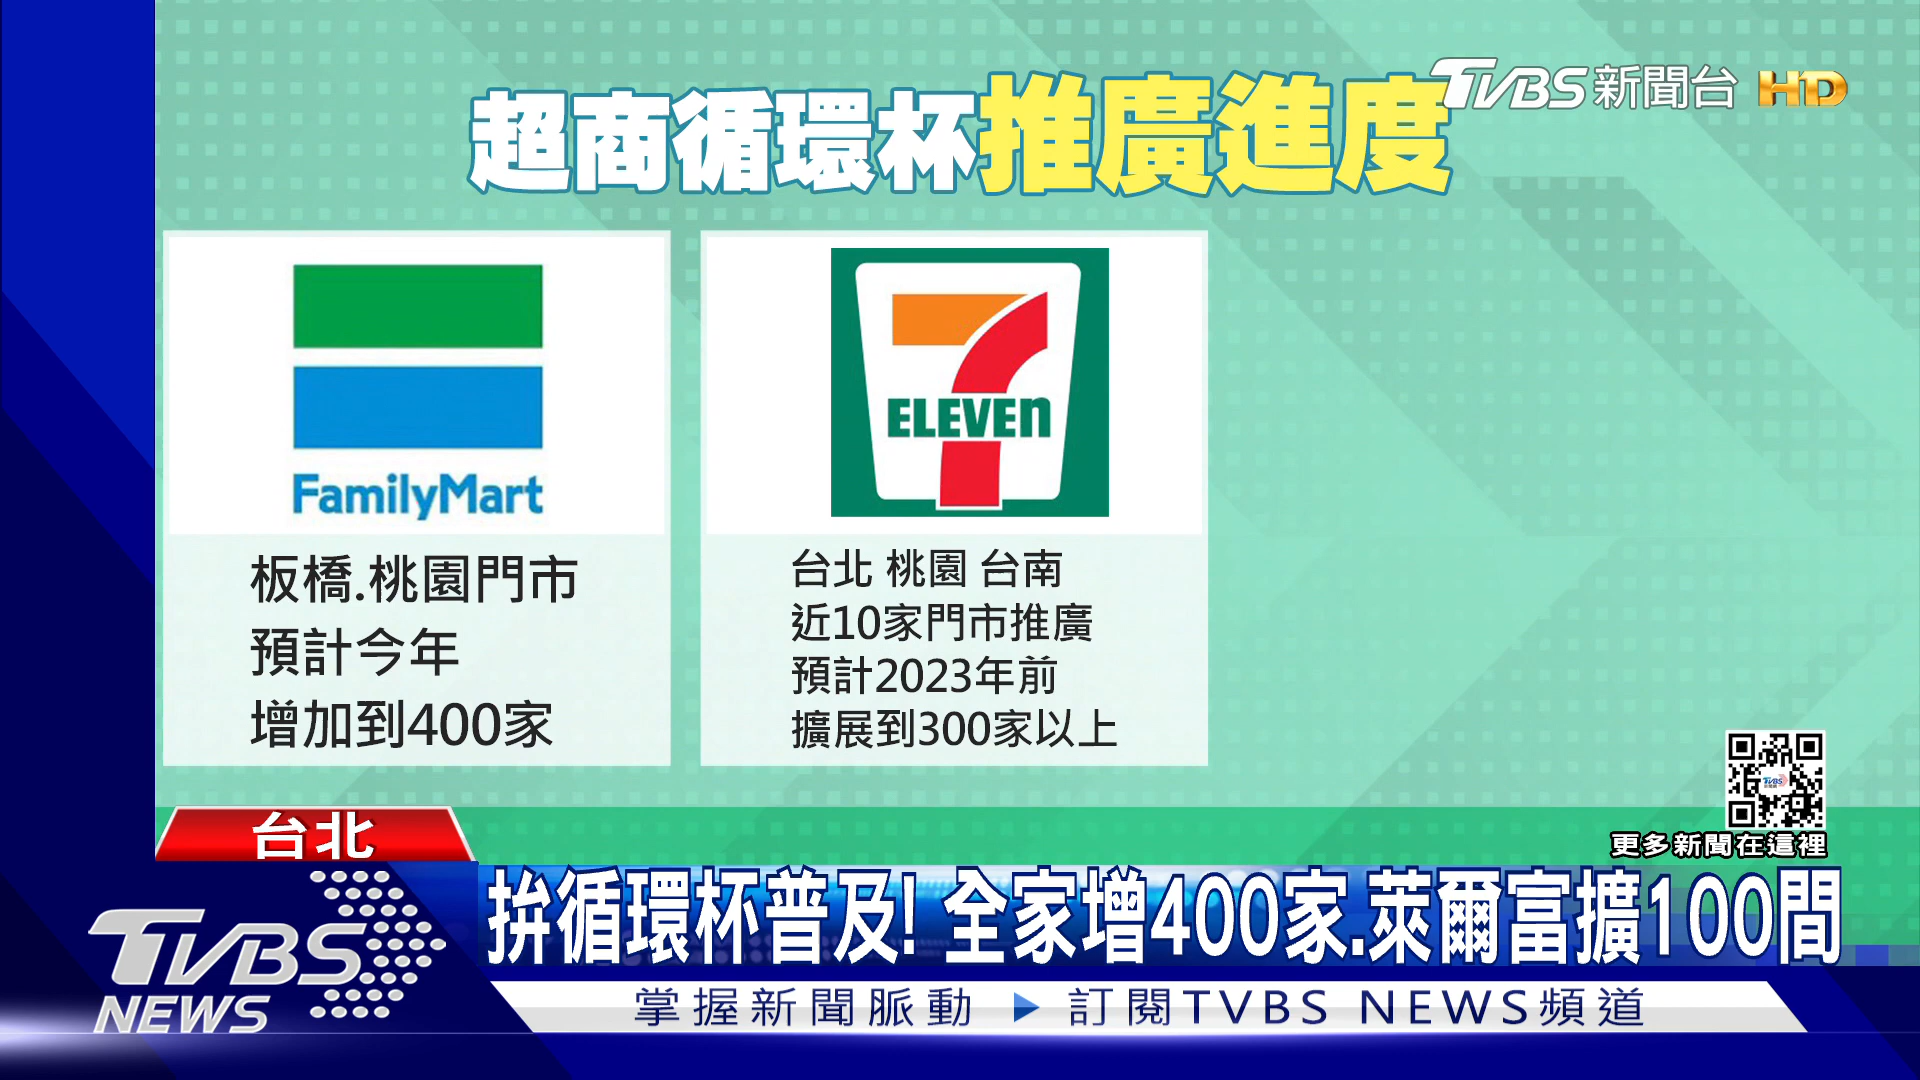 超商循環杯推廣進度
TVBS新聞台 HD
FamilyMart
板橋.桃園門市
預計今年
增加到400家
7
ELEVEn
台北 桃園 台南
近10家門市推廣
預計2023年前
擴展到300家以上
TVBS
更多新聞在這裡
台北
拚循環杯普及! 全家增400家.萊爾富擴100間
TVBS
NEWS
掌握新聞脈動 ▶ 訂閱TVBS NEWS頻道